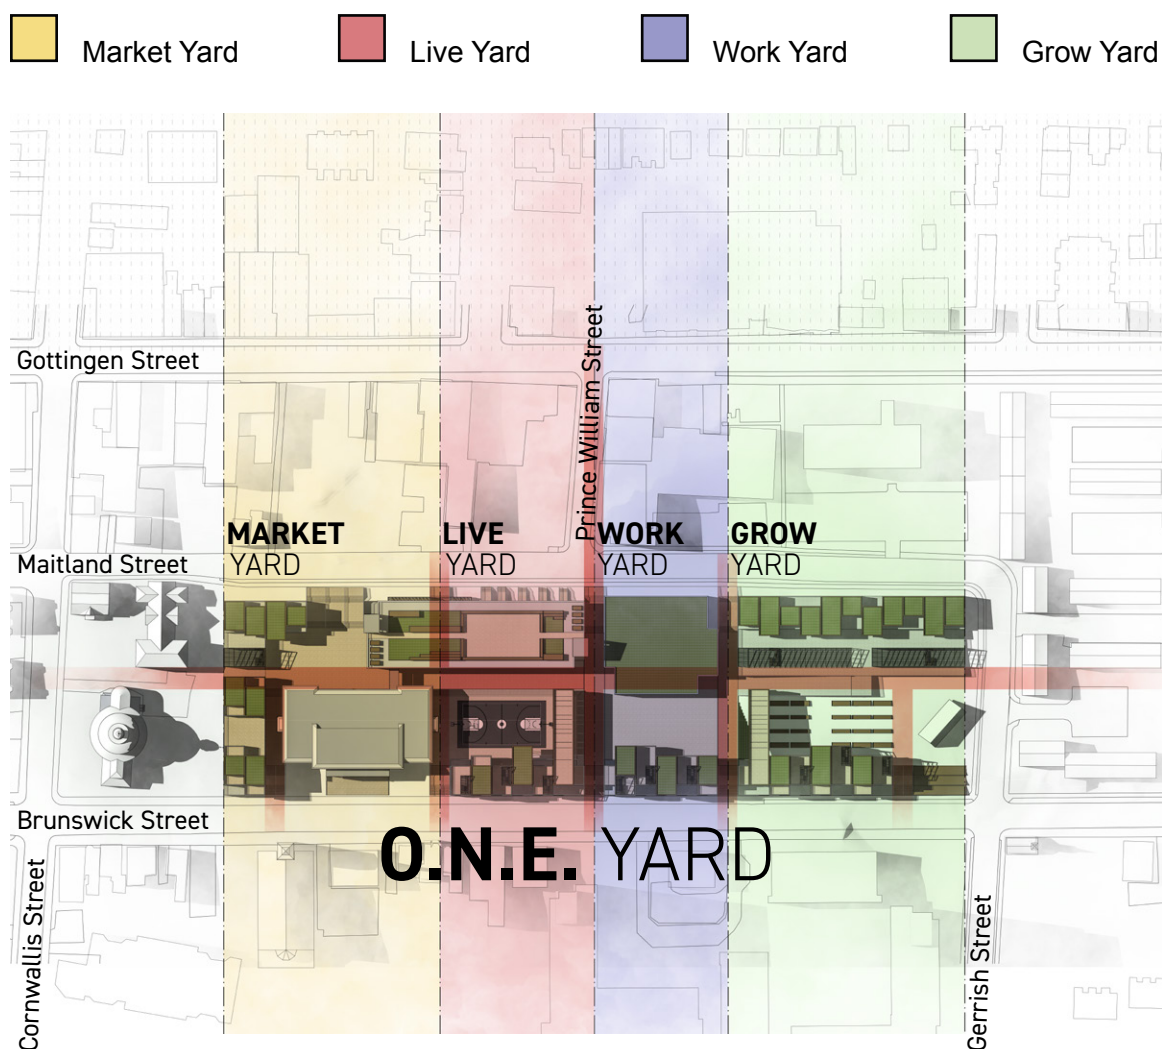 Market Yard
Live Yard
Work Yard
Grow Yard
Gottingen Street
Prince William Street
MARKET
YARD
LIVE
YARD
WORK
YARD
GROW
YARD
Maitland Street
Brunswick Street
O.N.E. YARD
Cornwallis Street
Gerrish Street